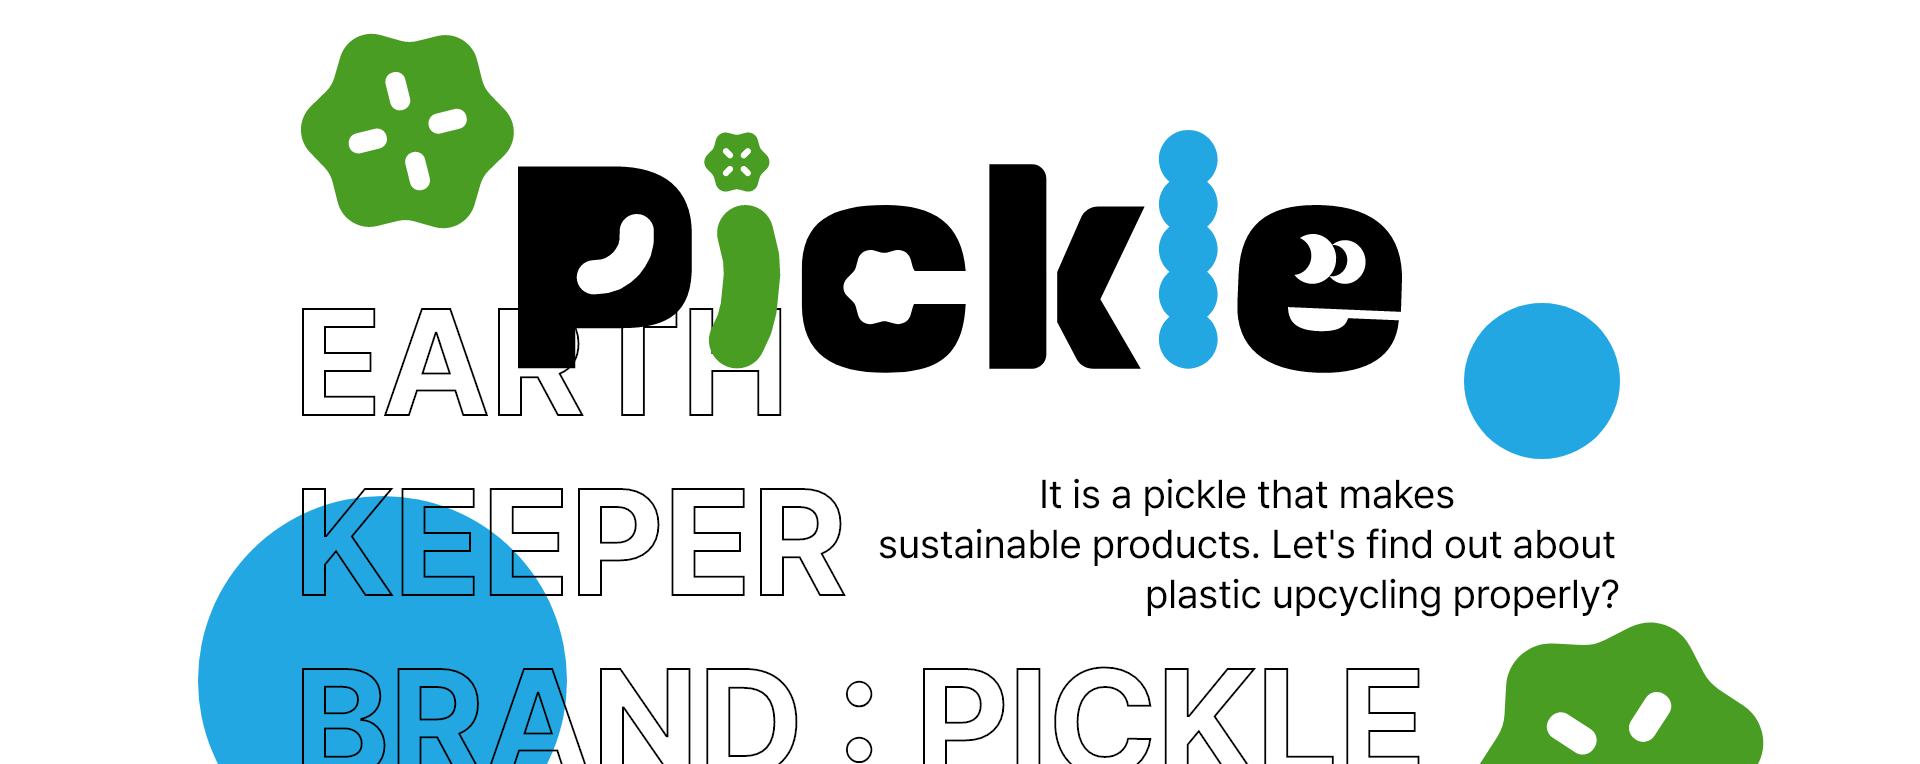 Pickle
EARTH
KEEPER
It is a pickle that makes
sustainable products. Let's find out about
plastic upcycling properly?
BRAND : PICKLE